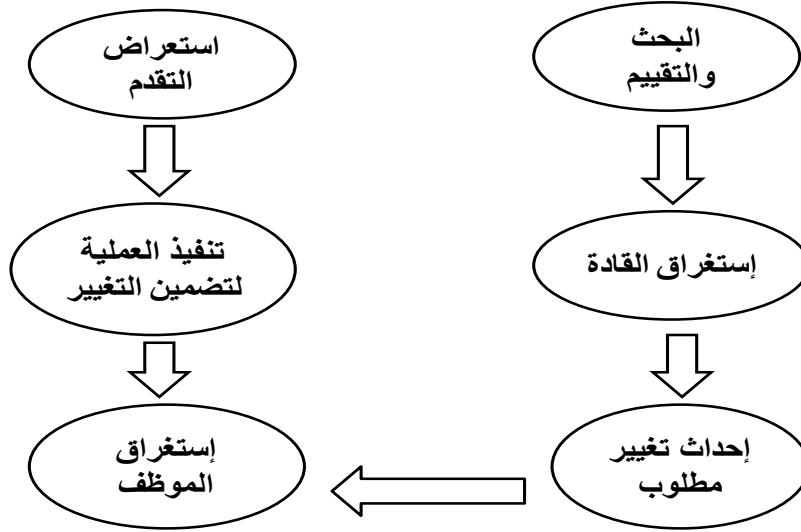 البحث
والتقييم
إستغراق القادة
إحداث تغيير
مطلوب
استعراض
التقدم
تنفيذ العملية
لتضمين التغيير
إستغراق
الموظف